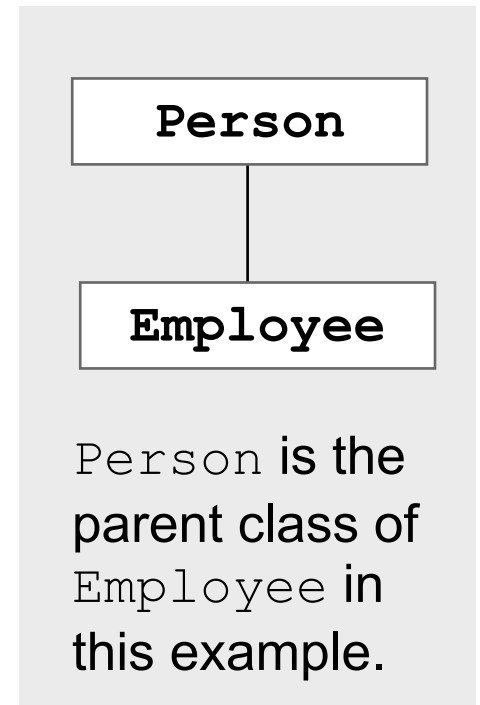 Person
Employee
Person is the
parent class of
Employee in
this example.